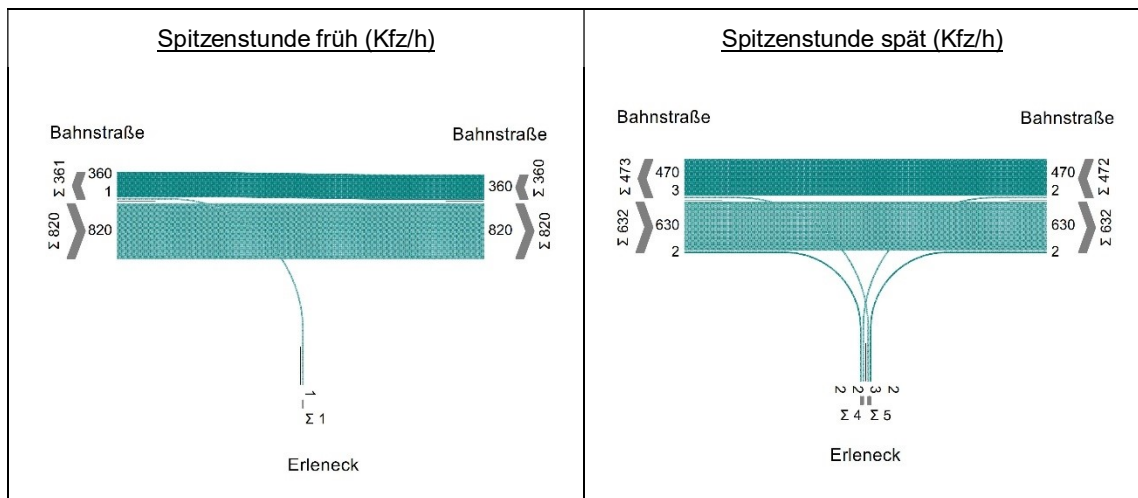 Spitzenstunde früh (Kfz/h)
Bahnstraße
Bahnstraße
Σ 361
360
1
360
Σ 360
Σ 820
820
820
Σ 820
1
Σ 1
Erleneck
Spitzenstunde spät (Kfz/h)
Bahnstraße
Bahnstraße
Σ 473
470
3
470
2
Σ 472
Σ 632
630
2
630
2
Σ 632
2 2 3 2
Σ 4 Σ 5
Erleneck